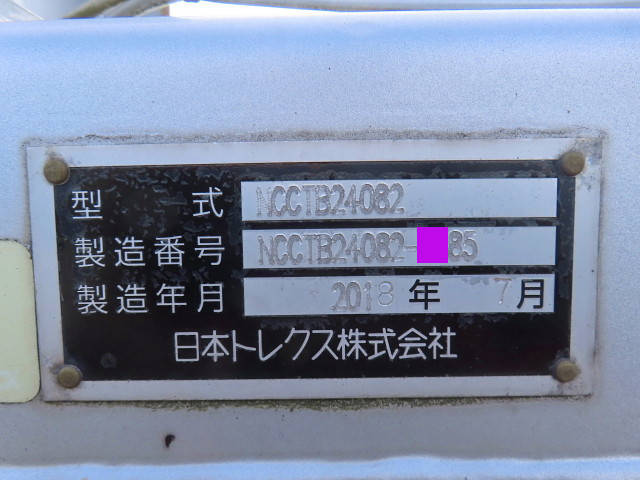 型式 NCCTB24082
製造番号 NCCTB24082-85
製造年月 2018年 7月
日本トレクス株式会社